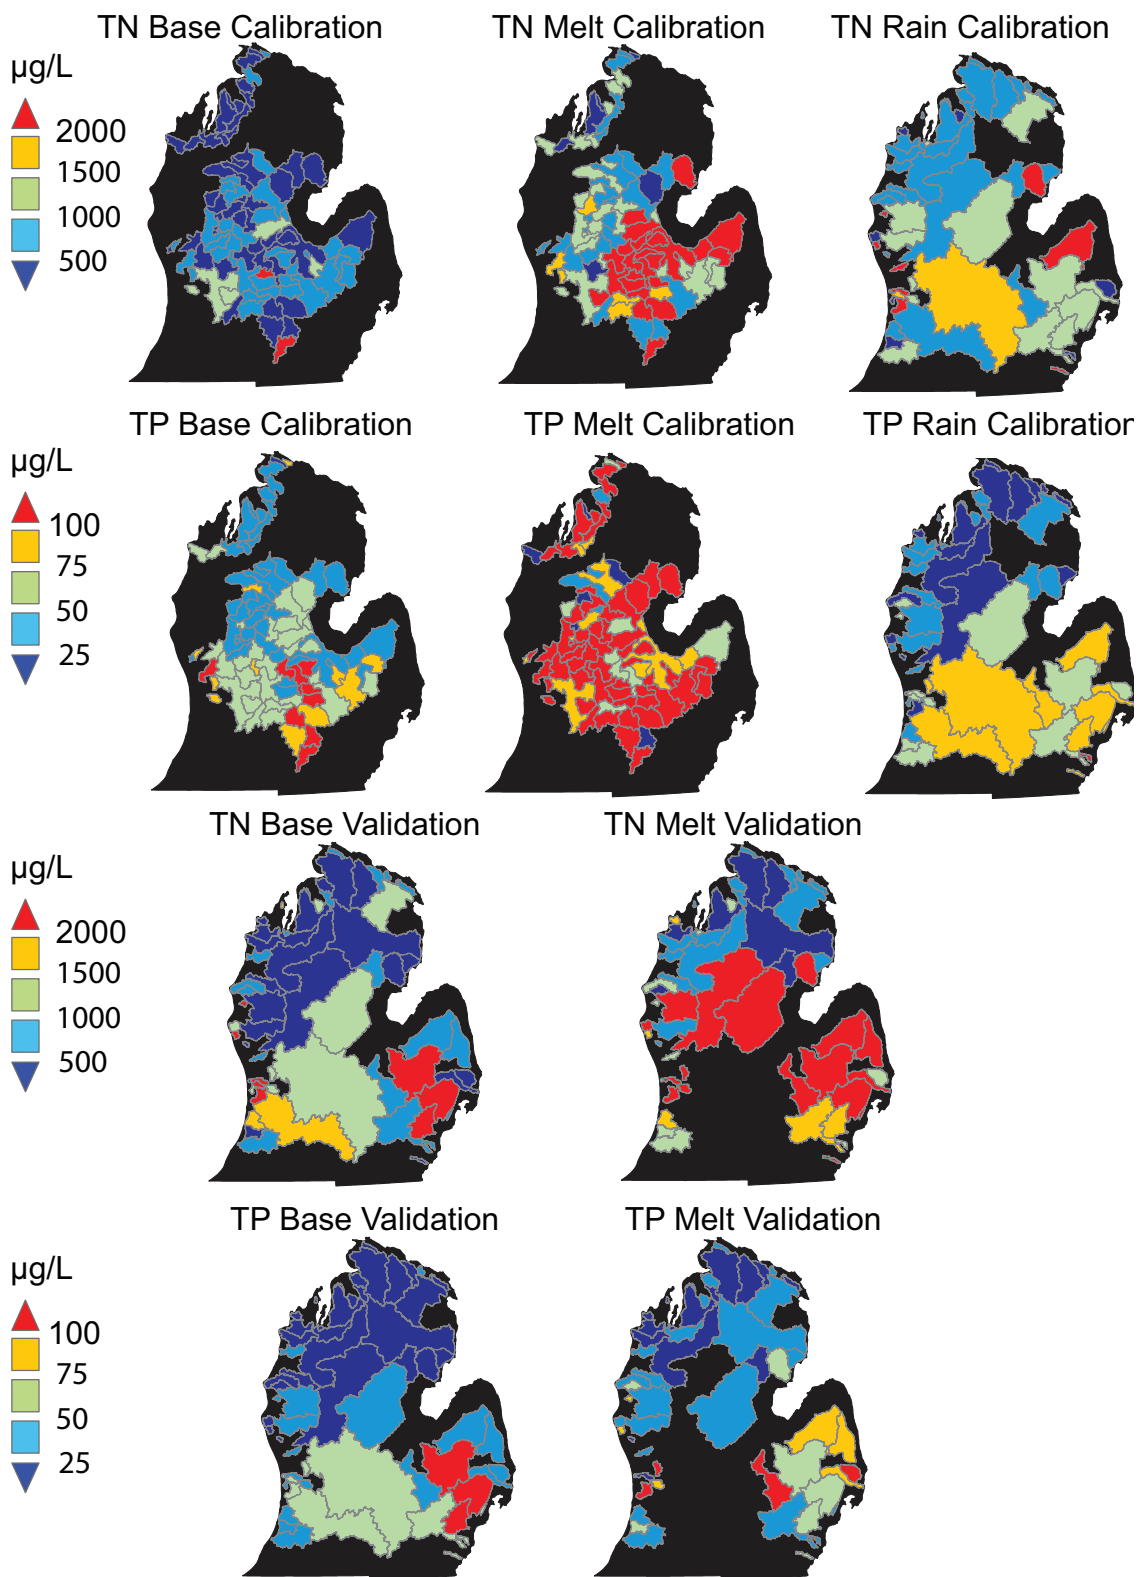 TN Base Calibration
TN Melt Calibration
TN Rain Calibration
µg/L
2000
1500
1000
500
TP Base Calibration
TP Melt Calibration
TP Rain Calibration
µg/L
100
75
50
25
TN Base Validation
TN Melt Validation
µg/L
2000
1500
1000
500
TP Base Validation
TP Melt Validation
µg/L
100
75
50
25